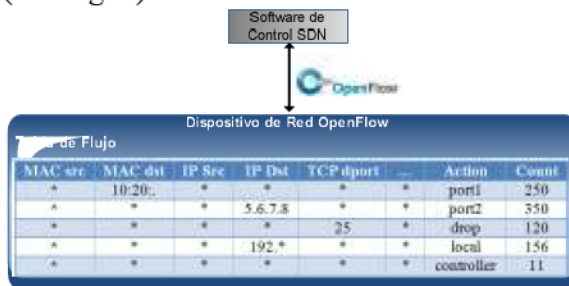 Software de
Control SDN
OpenFlow
Dispositivo de Red OpenFlow
de Flujo
MAC src MAC dst IP Src IP Dst TCP dport ... Action Count
* 10:20:. * * * * port1 250
* * * 5.6.7.8 * * port2 350
* * * * 25 * drop 120
* * * 192.* * * local 156
* * * * * * controller 11